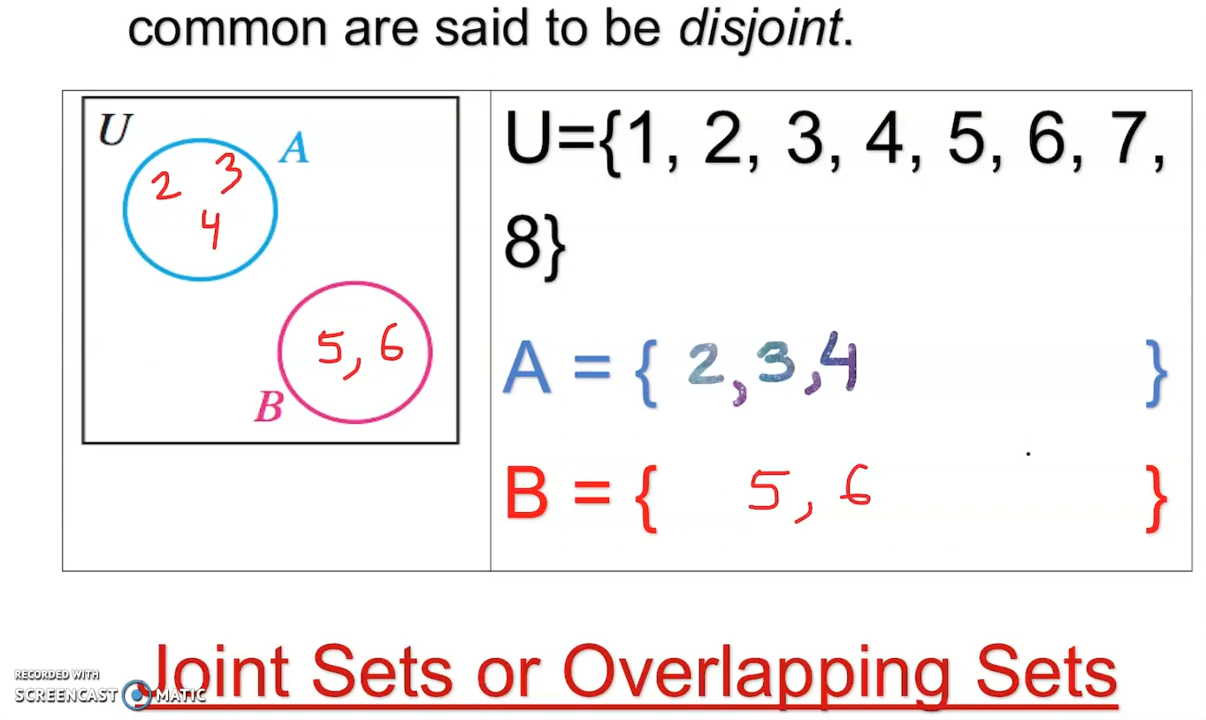 common are said to be disjoint.
U
A
2 3
4
5, 6
B
U={1, 2, 3, 4, 5, 6, 7,
8}
A = { 2,3,4 }
B = { 5, 6 }
Joint Sets or Overlapping Sets
RECORDED WITH
SCREENCAST MATIC